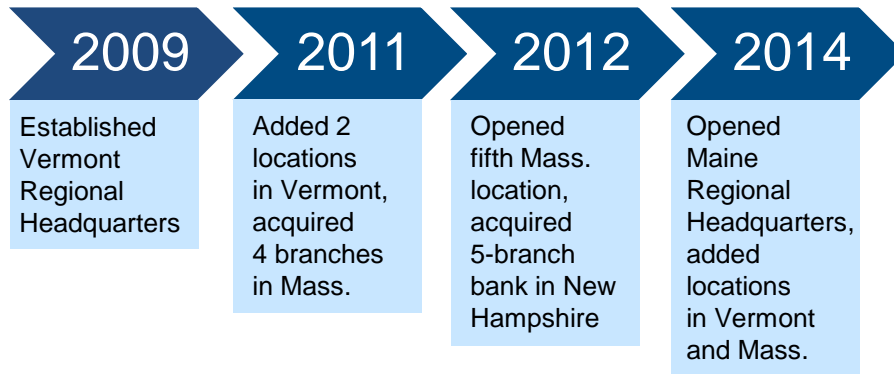 2009
Established
Vermont
Regional
Headquarters
2011
Added 2
locations
in Vermont,
acquired
4 branches
in Mass.
2012
Opened
fifth Mass.
location,
acquired
5-branch
bank in New
Hampshire
2014
Opened
Maine
Regional
Headquarters,
added
locations
in Vermont
and Mass.